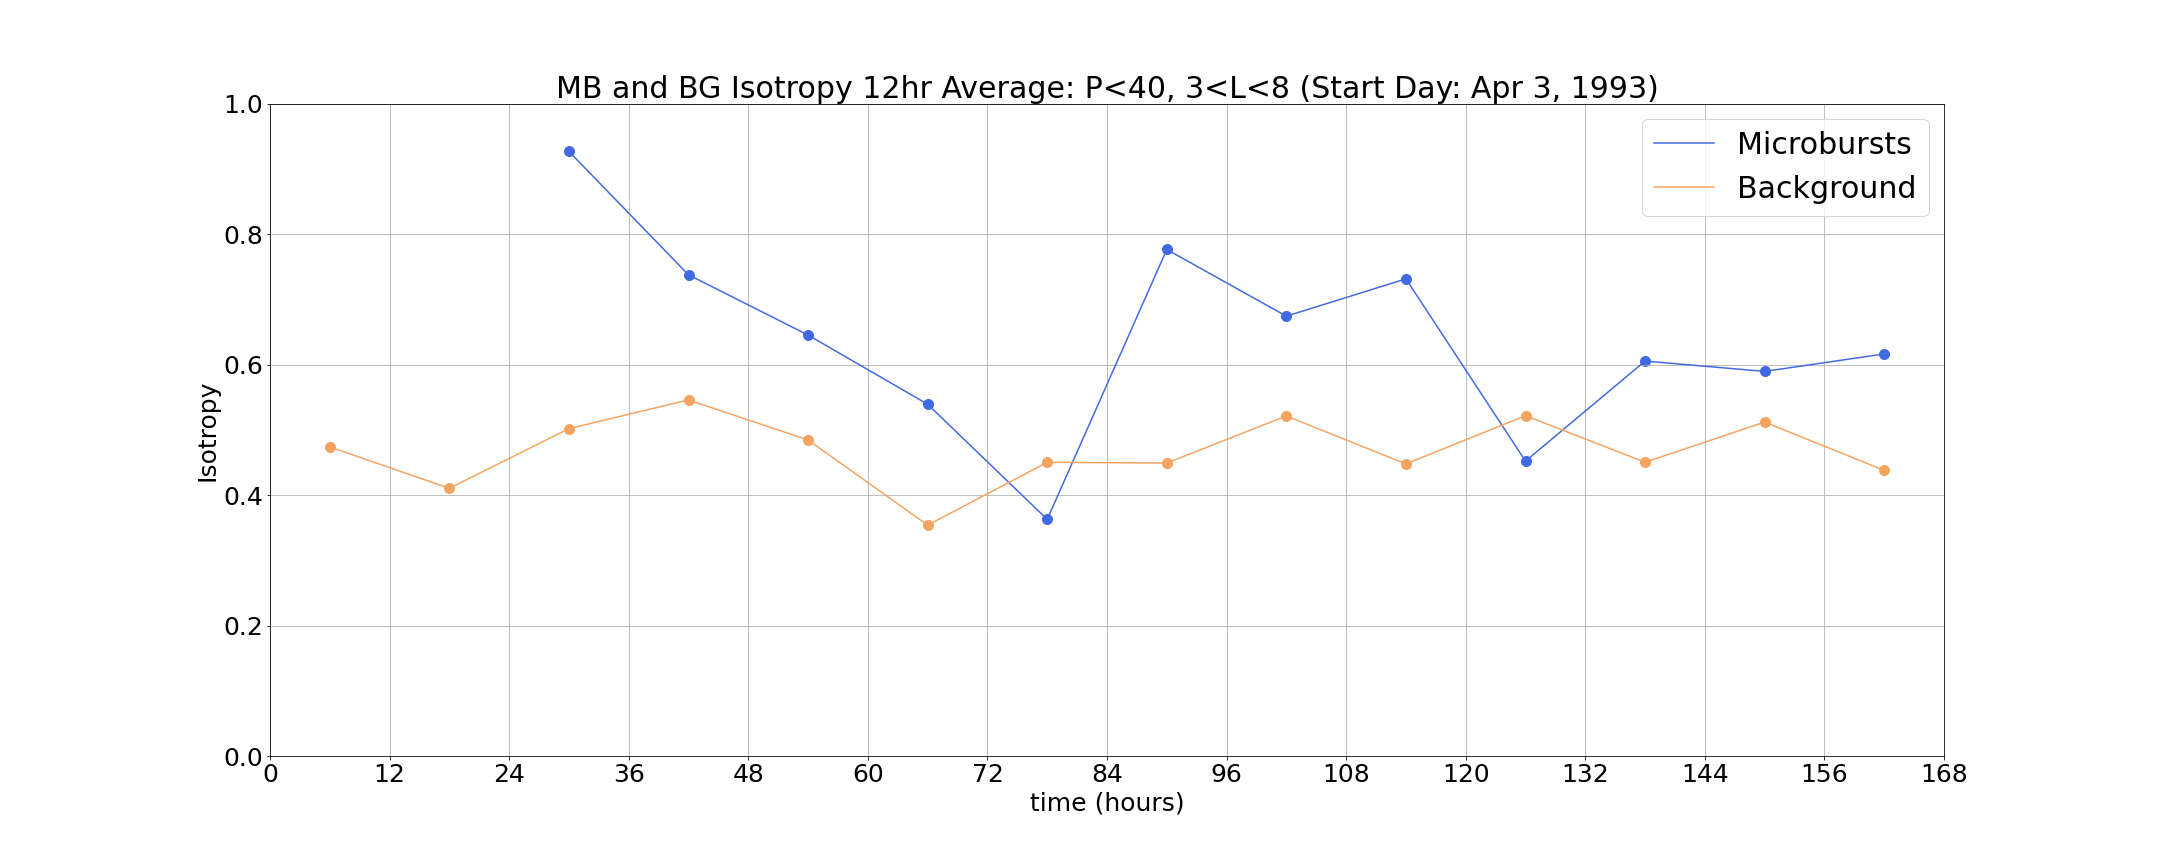 MB and BG Isotropy 12hr Average: P<40, 3<L<8 (Start Day: Apr 3, 1993)
Microbursts
Background
Isotropy
1.0
0.8
0.6
0.4
0.2
0.0
0 12 24 36 48 60 72 84 96 108 120 132 144 156 168
time (hours)